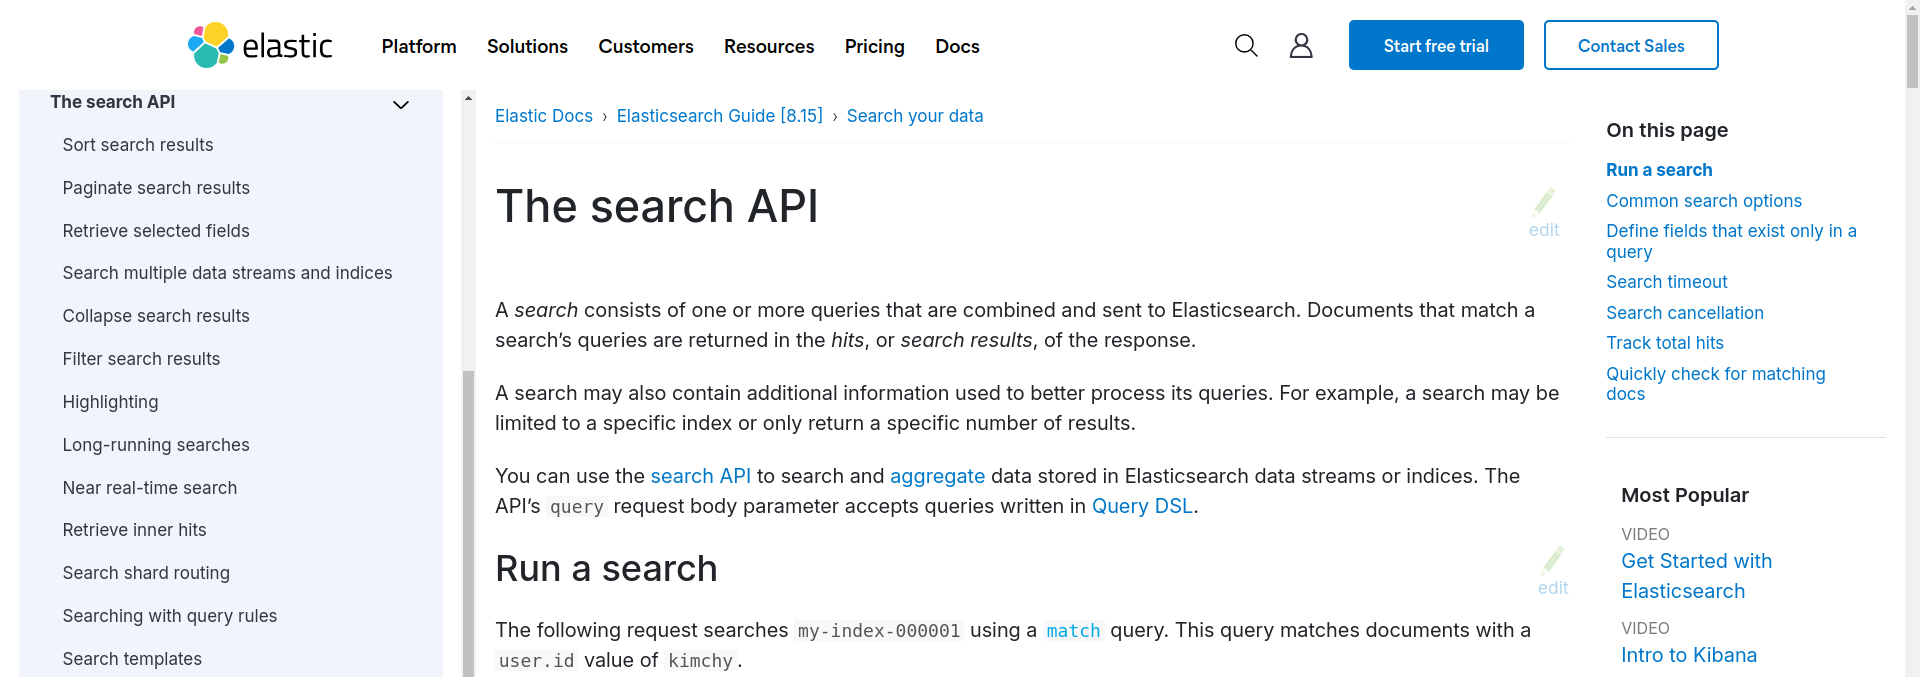 elastic
Platform
Solutions
Customers
Resources
Pricing
Docs
Start free trial
Contact Sales
The search API
Sort search results
Paginate search results
Retrieve selected fields
Search multiple data streams and indices
Collapse search results
Filter search results
Highlighting
Long-running searches
Near real-time search
Retrieve inner hits
Search shard routing
Searching with query rules
Search templates
Elastic Docs › Elasticsearch Guide [8.15] › Search your data
The search API
edit
A search consists of one or more queries that are combined and sent to Elasticsearch. Documents that match a
search’s queries are returned in the hits, or search results, of the response.
A search may also contain additional information used to better process its queries. For example, a search may be
limited to a specific index or only return a specific number of results.
You can use the search API to search and aggregate data stored in Elasticsearch data streams or indices. The
API’s query request body parameter accepts queries written in Query DSL.
Run a search
edit
The following request searches my-index-000001 using a match query. This query matches documents with a
user.id value of kimchy.
On this page
Run a search
Common search options
Define fields that exist only in a
query
Search timeout
Search cancellation
Track total hits
Quickly check for matching
docs
Most Popular
VIDEO
Get Started with
Elasticsearch
VIDEO
Intro to Kibana